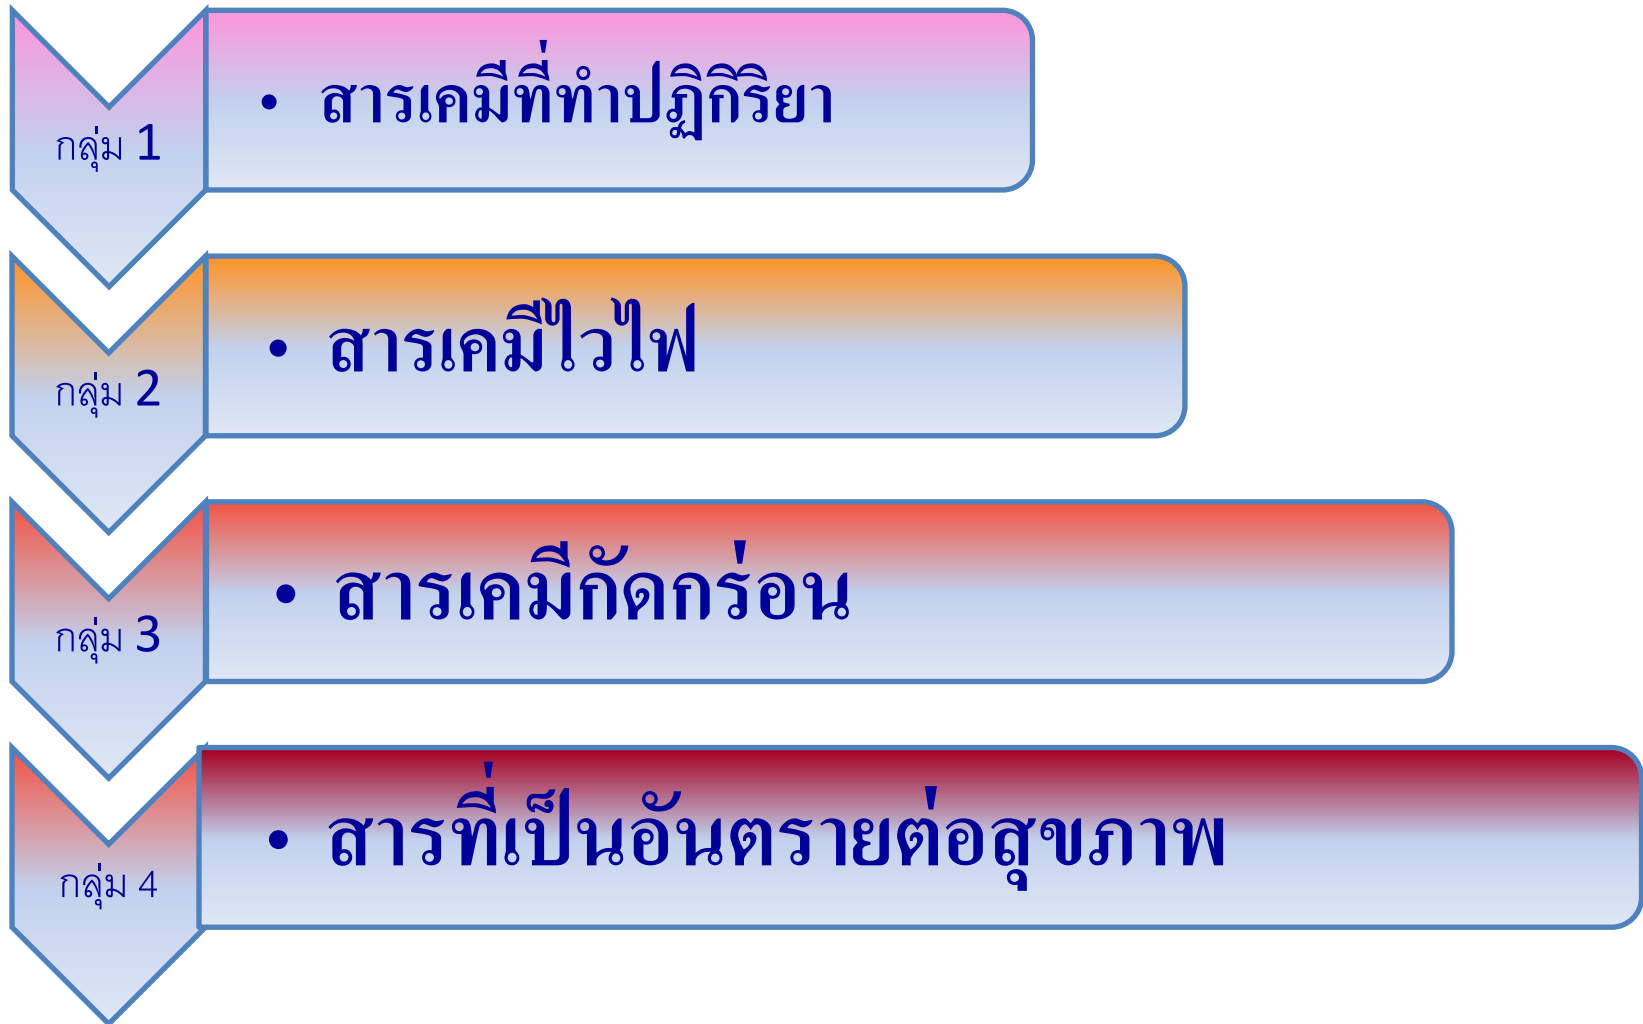 กลุ่ม 1
• สารเคมีที่ทำปฏิกิริยา
กลุ่ม 2
• สารเคมีไวไฟ
กลุ่ม 3
• สารเคมีกัดกร่อน
กลุ่ม 4
• สารที่เป็นอันตรายต่อสุขภาพ